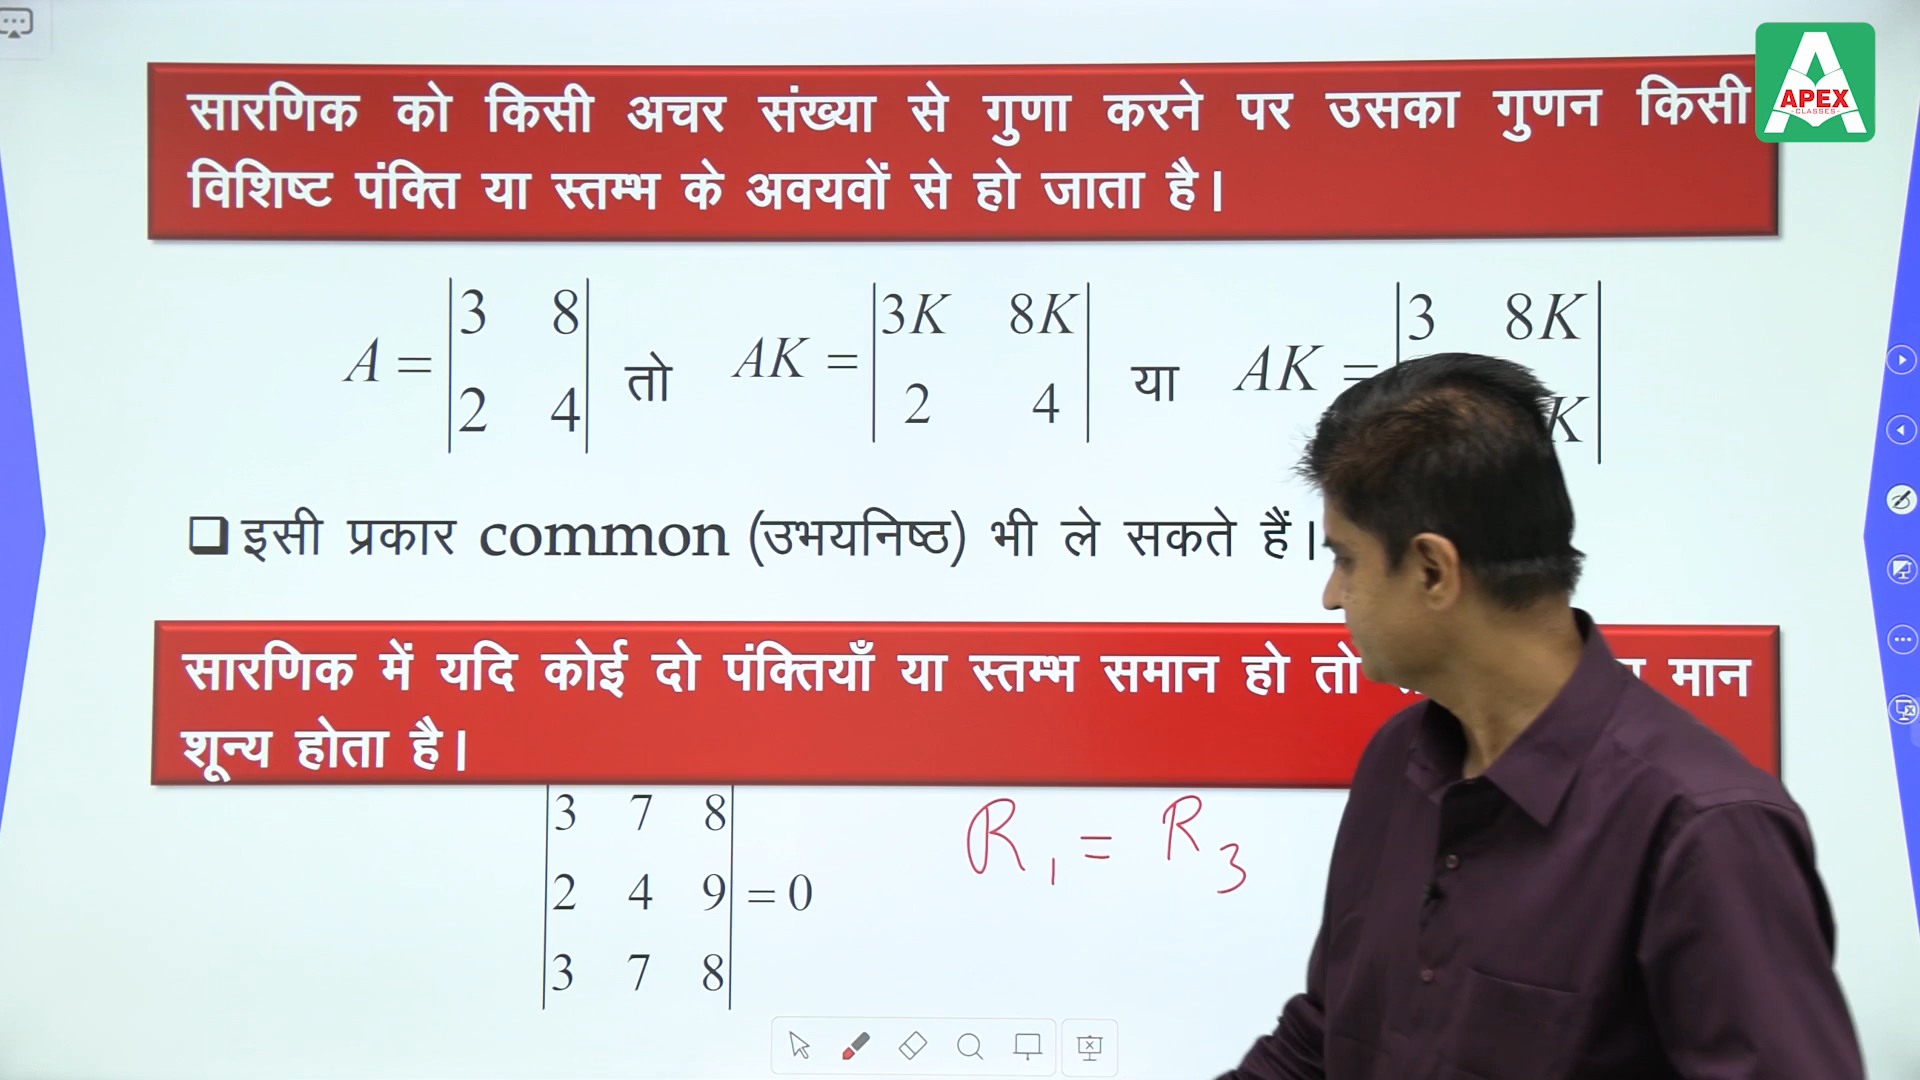 सारणिक को किसी अचर संख्या से गुणा करने पर उसका गुणन किसी
विशिष्ट पंक्ति या स्तम्भ के अवयवों से हो जाता है।
A = |3 8| तो AK = |3K 8K| या AK = |3 8K|
|2 4| |2 4| K|
❑ इसी प्रकार common (उभयनिष्ठ) भी ले सकते हैं।
सारणिक में यदि कोई दो पंक्तियाँ या स्तम्भ समान हो तो मान
शून्य होता है।
|3 7 8|
|2 4 9| = 0
|3 7 8|
R₁ = R₃
APEX
CLASSES